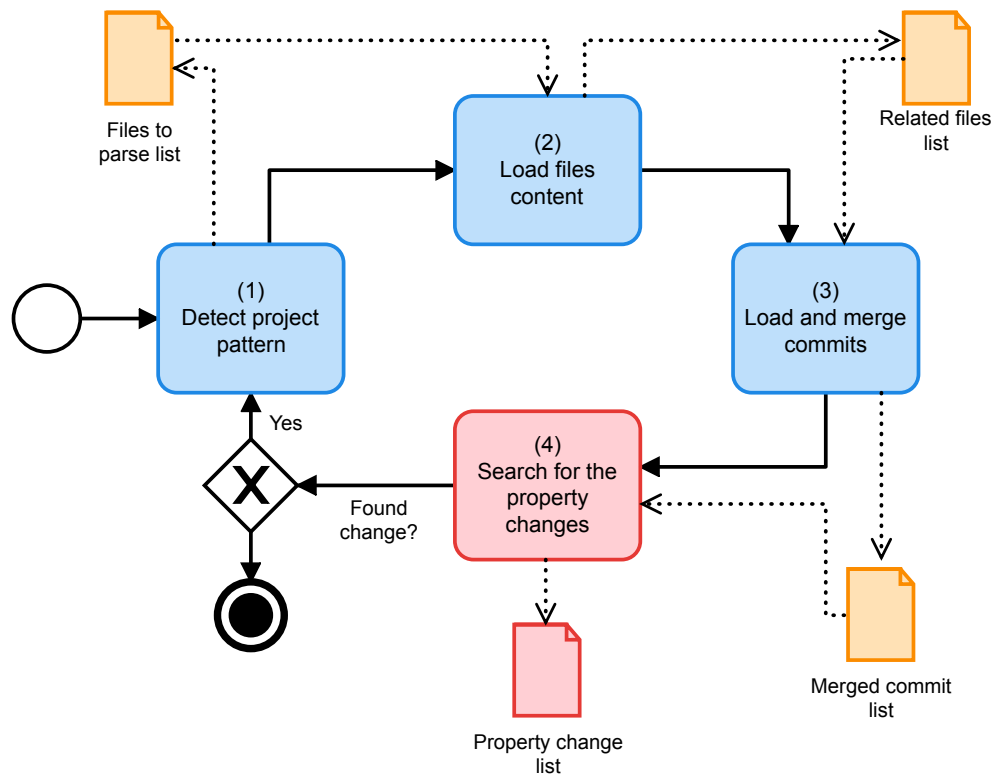 Files to
parse list
(2)
Load files
content
Related files
list
(1)
Detect project
pattern
(3)
Load and merge
commits
Yes
X
Found
change?
(4)
Search for the
property
changes
Merged commit
list
Property change
list